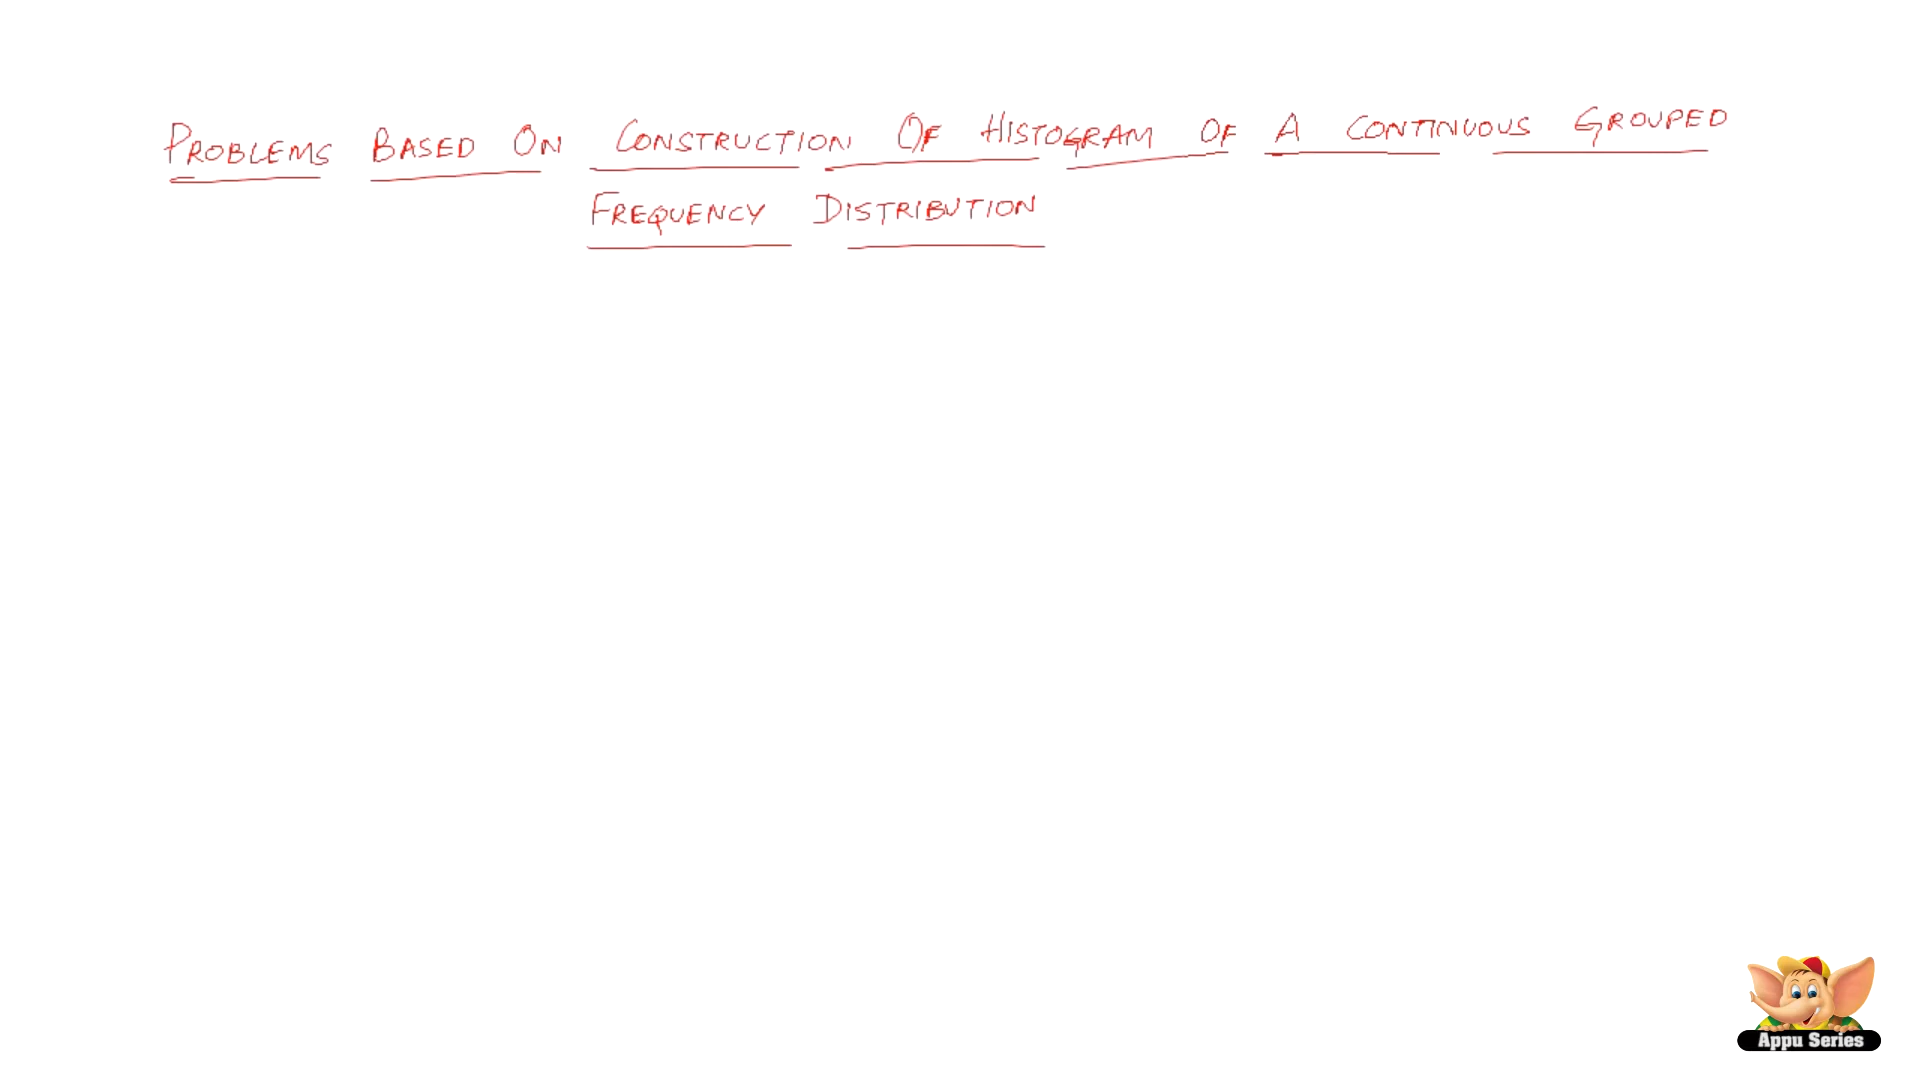 PROBLEMS BASED ON CONSTRUCTION OF HISTOGRAM OF A CONTINUOUS GROUPED
FREQUENCY DISTRIBUTION
Appu Series